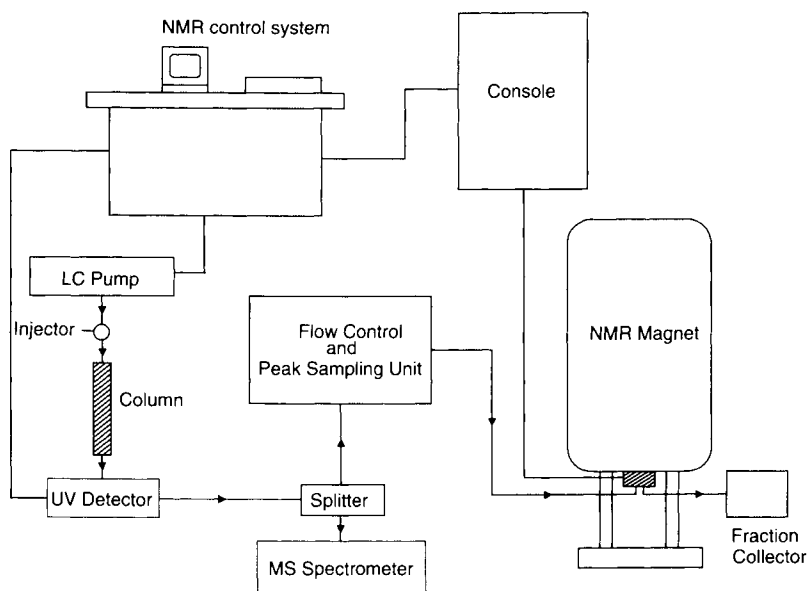 NMR control system
Console
LC Pump
Injector
Column
UV Detector
Flow Control
and
Peak Sampling Unit
Splitter
MS Spectrometer
NMR Magnet
Fraction
Collector